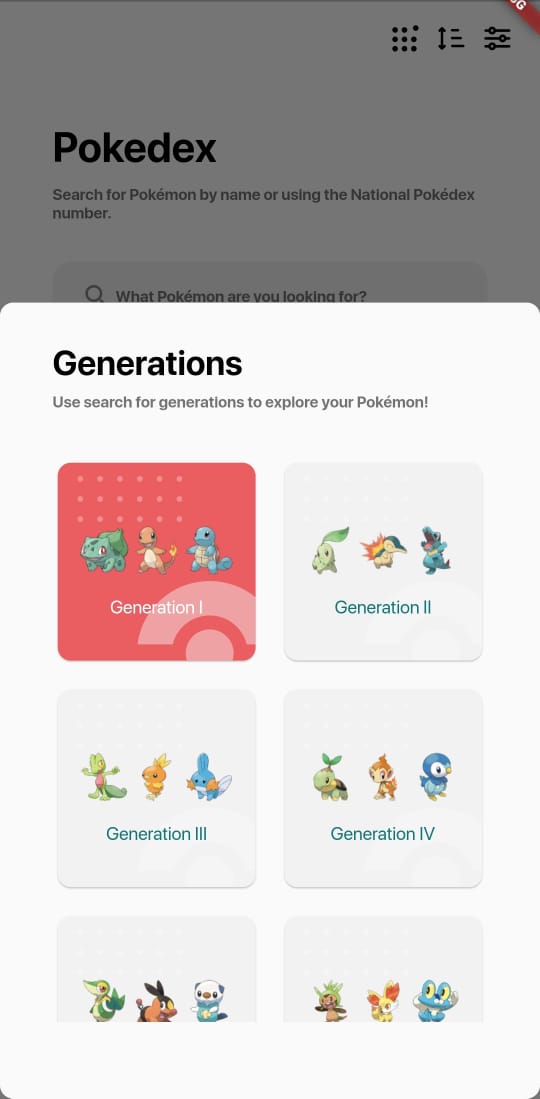 Pokedex
Search for Pokémon by name or using the National Pokédex
number.
What Pokémon are you looking for?
Generations
Use search for generations to explore your Pokémon!
Generation I
Generation II
Generation III
Generation IV